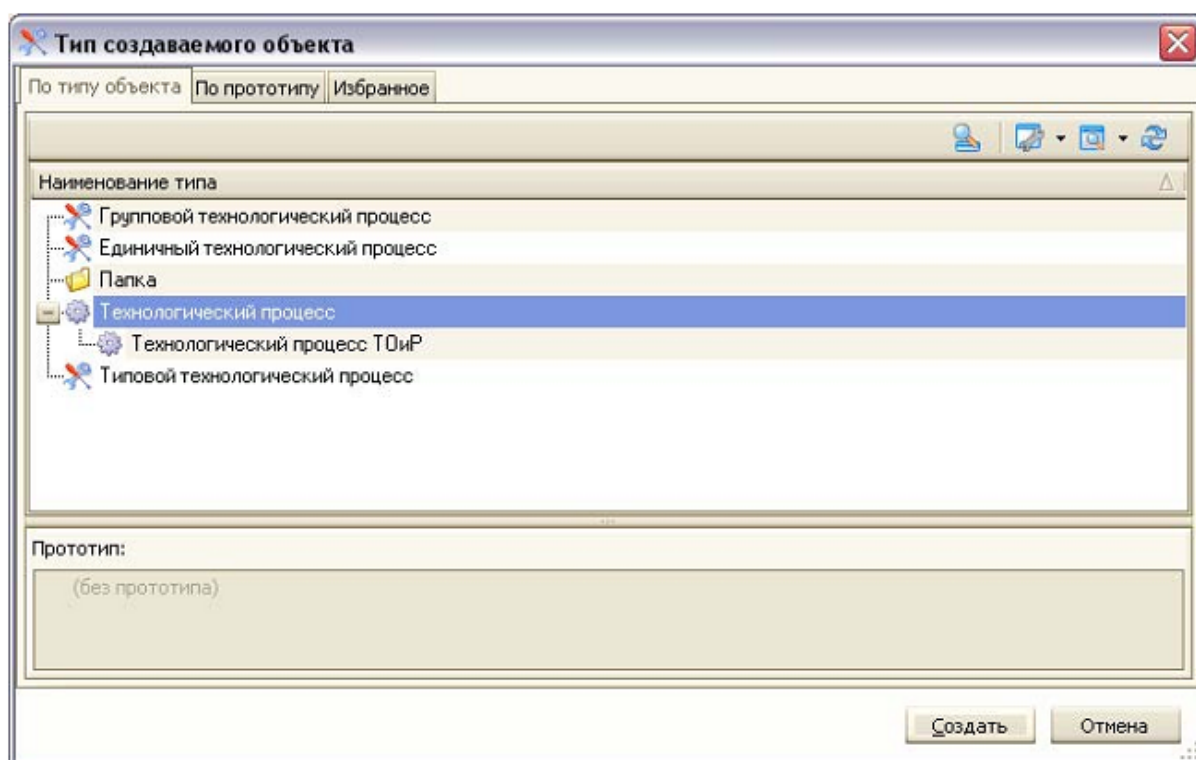 Тип создаваемого объекта
По типу объекта По прототипу Избранное
Наименование типа
Групповой технологический процесс
Единичный технологический процесс
Папка
Технологический процесс
Технологический процесс ТОиР
Типовой технологический процесс
Прототип:
(без прототипа)
Создать Отмена